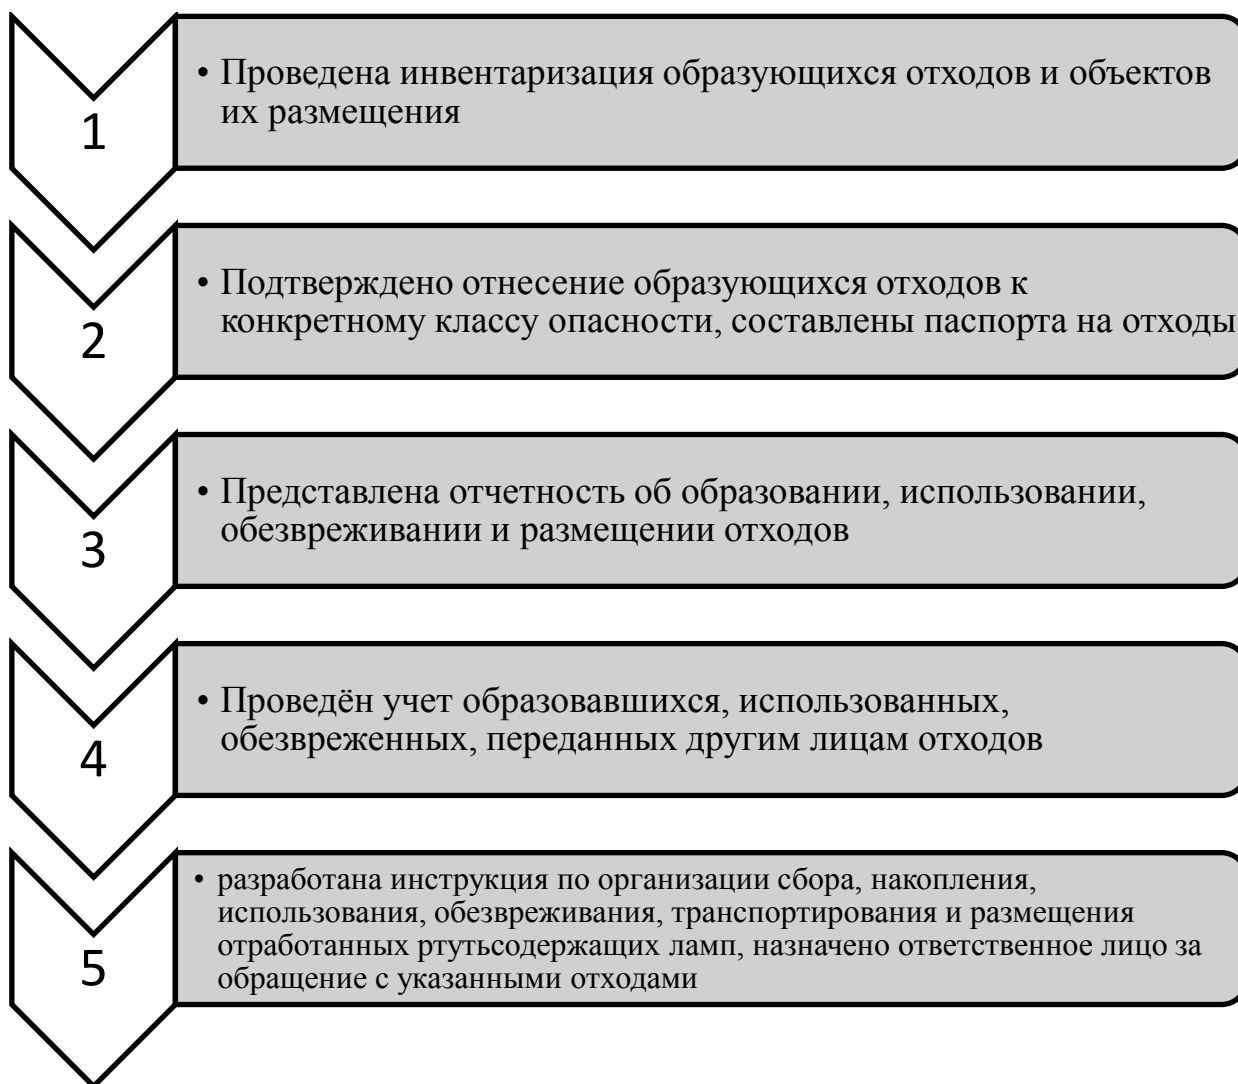 1
• Проведена инвентаризация образующихся отходов и объектов
их размещения
2
• Подтверждено отнесение образующихся отходов к
конкретному классу опасности, составлены паспорта на отходы
3
• Представлена отчетность об образовании, использовании,
обезвреживании и размещении отходов
4
• Проведён учет образовавшихся, использованных,
обезвреженных, переданных другим лицам отходов
5
• разработана инструкция по организации сбора, накопления,
использования, обезвреживания, транспортирования и размещения
отработанных ртутьсодержащих ламп, назначено ответственное лицо за
обращение с указанными отходами